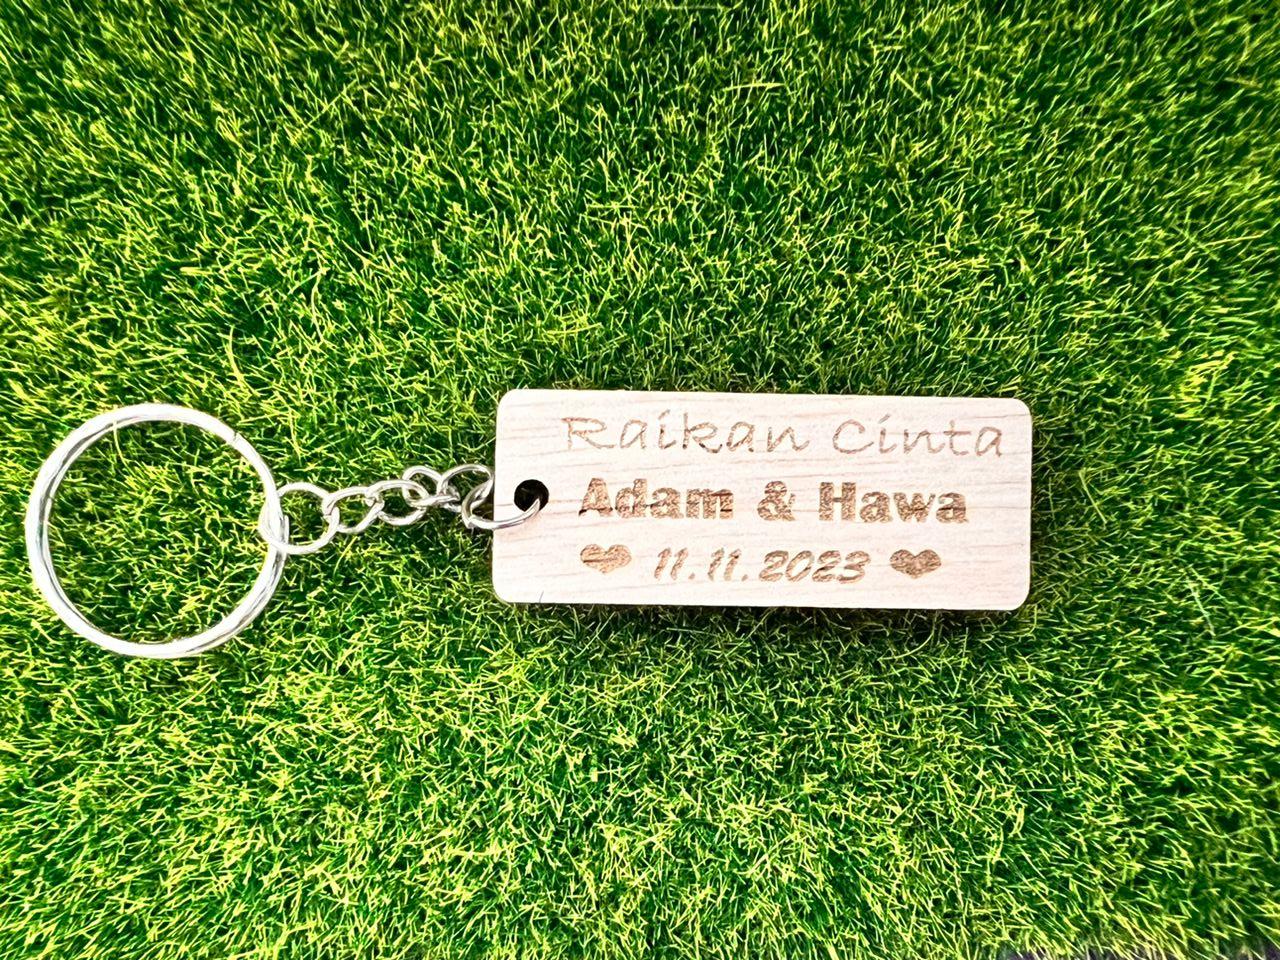 Raikan Cinta
Adam & Hawa
♥ 11.11.2023 ♥